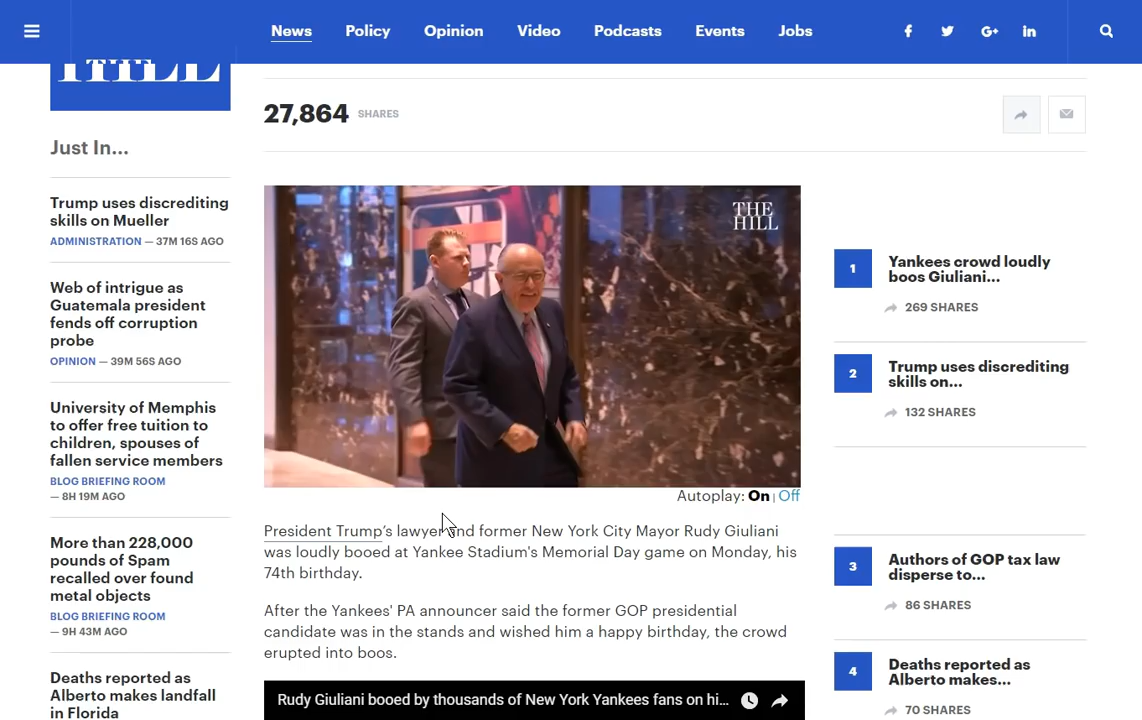 News
Policy
Opinion
Video
Podcasts
Events
Jobs
THE HILL
27,864 SHARES
Just In...
Trump uses discrediting
skills on Mueller
ADMINISTRATION — 37M 16S AGO
Web of intrigue as
Guatemala president
fends off corruption
probe
OPINION — 39M 56S AGO
University of Memphis
to offer free tuition to
children, spouses of
fallen service members
BLOG BRIEFING ROOM
— 8H 19M AGO
More than 228,000
pounds of Spam
recalled over found
metal objects
BLOG BRIEFING ROOM
— 9H 43M AGO
Deaths reported as
Alberto makes landfall
in Florida
THE
HILL
Autoplay: On | Off
President Trump's lawyer and former New York City Mayor Rudy Giuliani
was loudly booed at Yankee Stadium's Memorial Day game on Monday, his
74th birthday.
After the Yankees' PA announcer said the former GOP presidential
candidate was in the stands and wished him a happy birthday, the crowd
erupted into boos.
Rudy Giuliani booed by thousands of New York Yankees fans on hi...
1
Yankees crowd loudly
boos Giuliani...
269 SHARES
2
Trump uses discrediting
skills on...
132 SHARES
3
Authors of GOP tax law
disperse to...
86 SHARES
4
Deaths reported as
Alberto makes...
70 SHARES